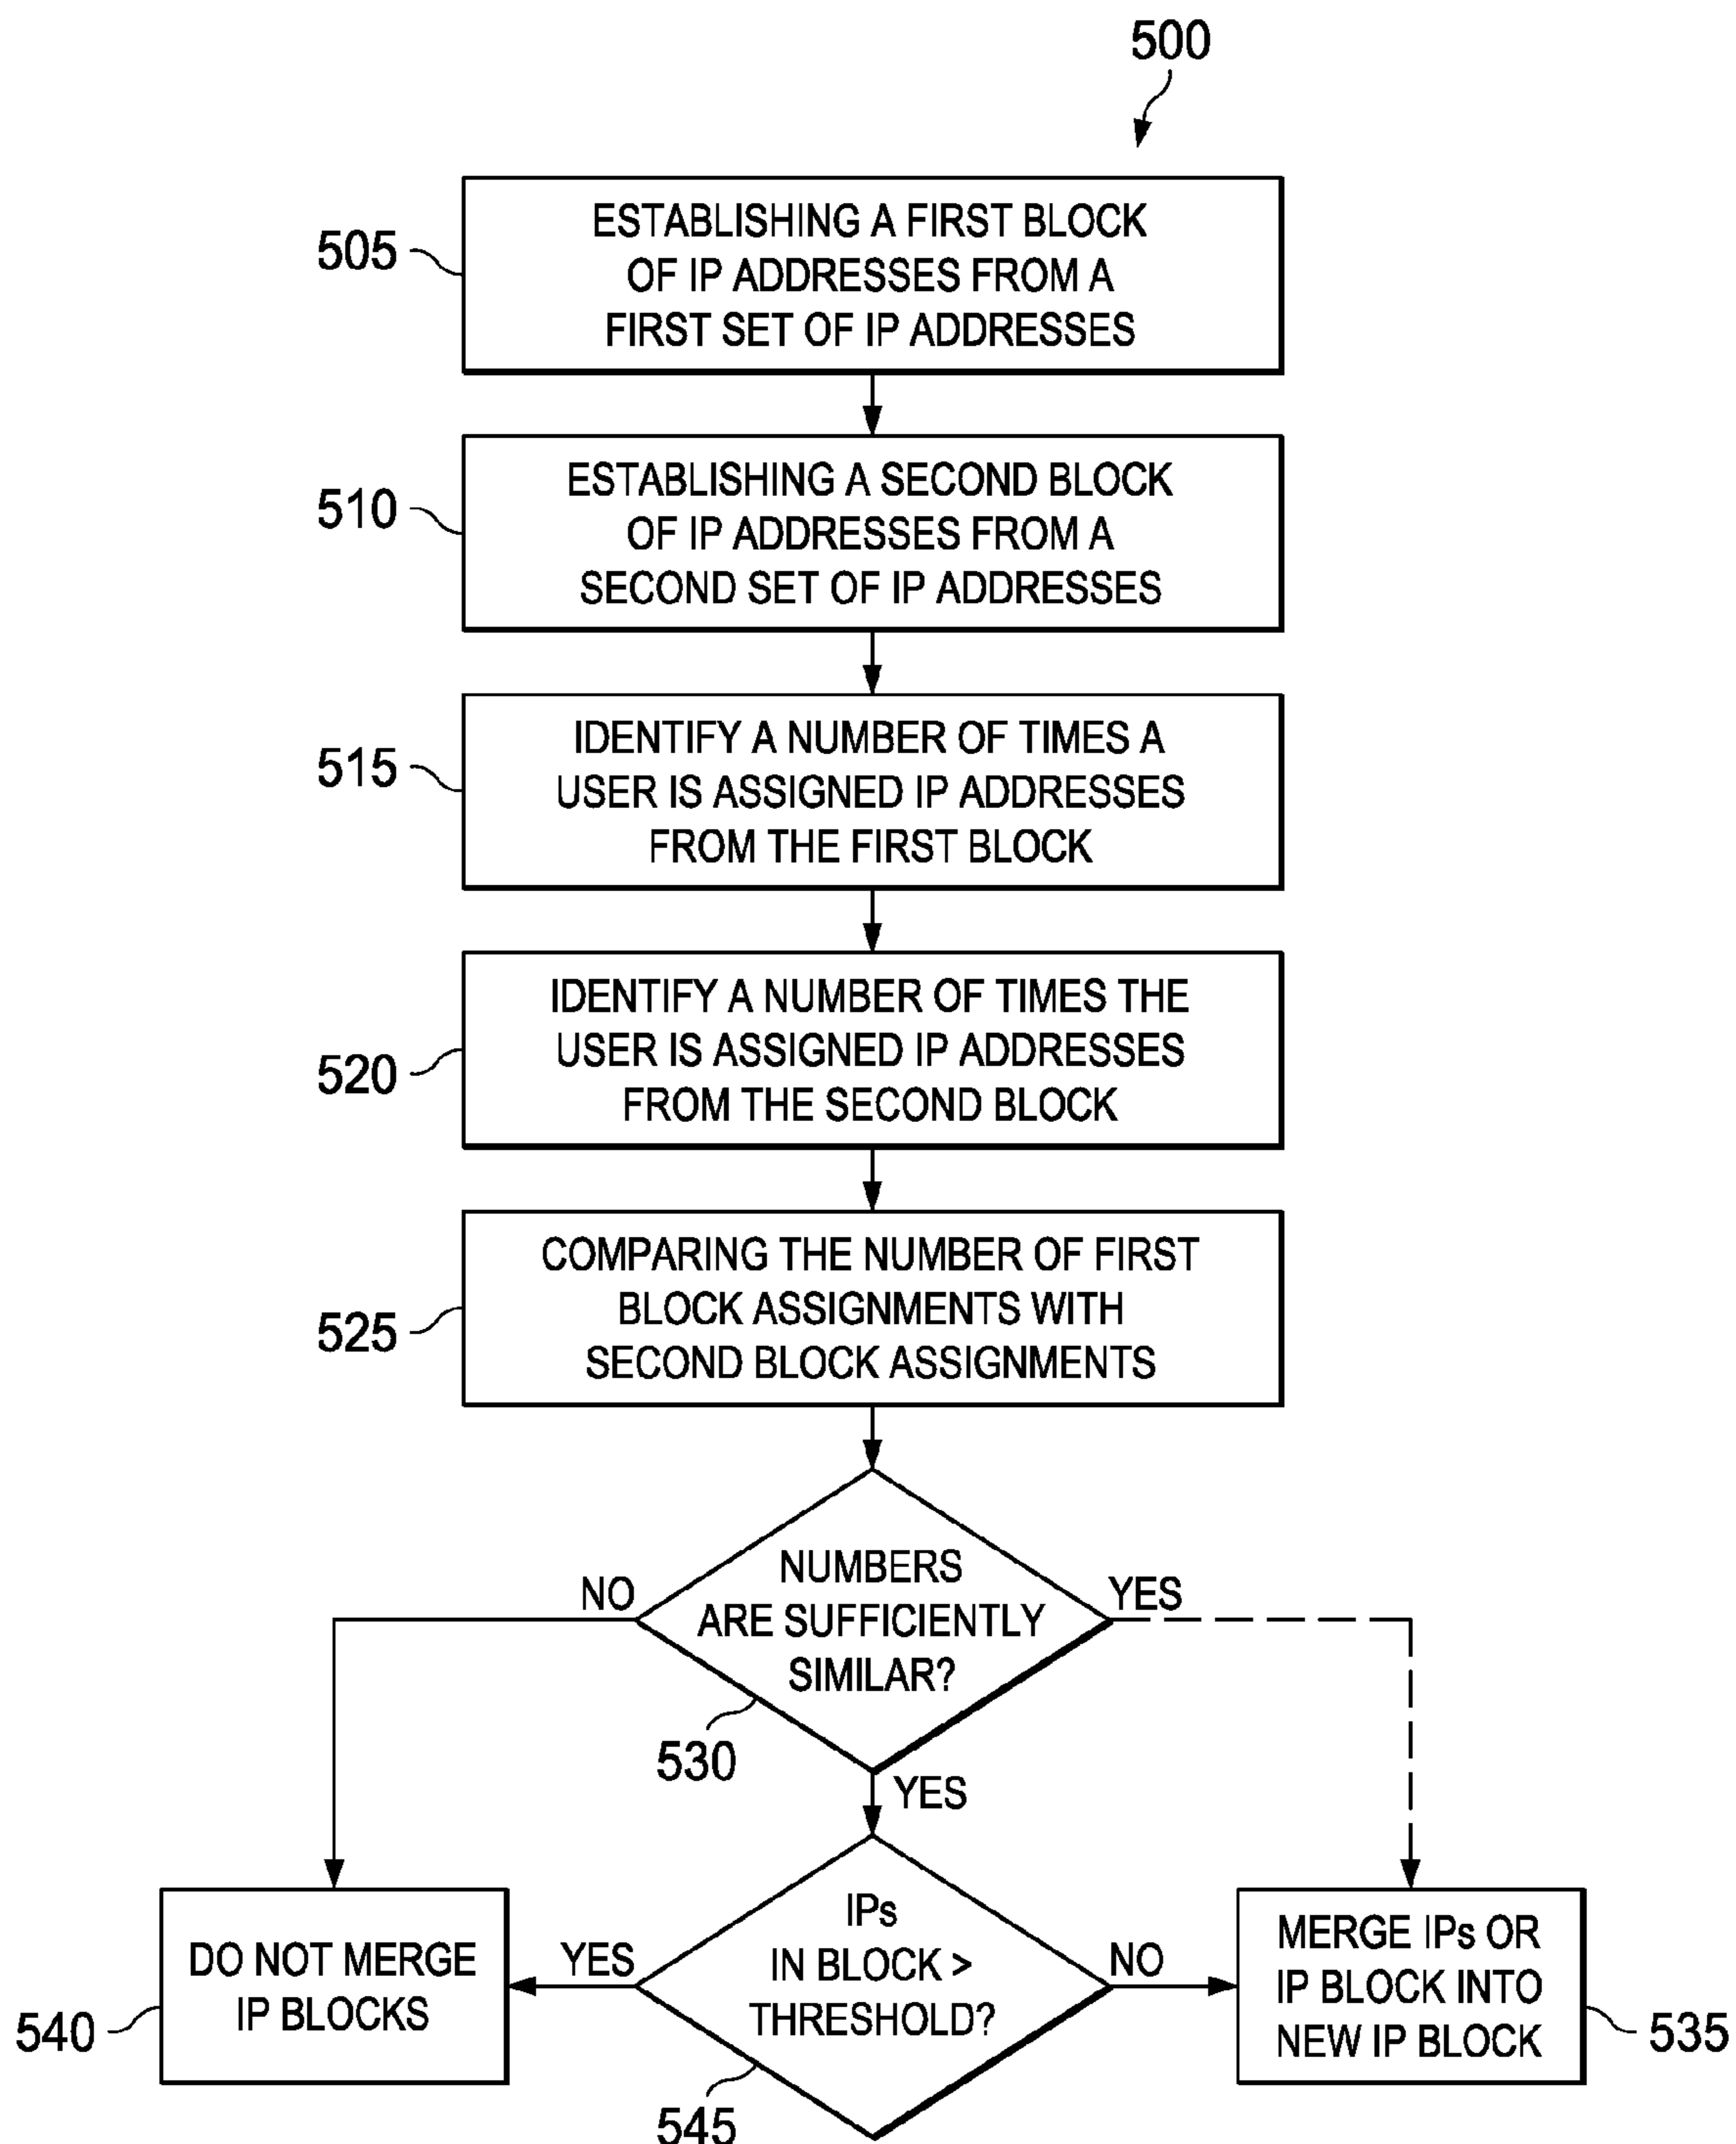 500
505
ESTABLISHING A FIRST BLOCK
OF IP ADDRESSES FROM A
FIRST SET OF IP ADDRESSES
510
ESTABLISHING A SECOND BLOCK
OF IP ADDRESSES FROM A
SECOND SET OF IP ADDRESSES
515
IDENTIFY A NUMBER OF TIMES A
USER IS ASSIGNED IP ADDRESSES
FROM THE FIRST BLOCK
520
IDENTIFY A NUMBER OF TIMES THE
USER IS ASSIGNED IP ADDRESSES
FROM THE SECOND BLOCK
525
COMPARING THE NUMBER OF FIRST
BLOCK ASSIGNMENTS WITH
SECOND BLOCK ASSIGNMENTS
NO
NUMBERS
ARE SUFFICIENTLY
SIMILAR?
YES
530
YES
DO NOT MERGE
IP BLOCKS
540
YES
IPs
IN BLOCK >
THRESHOLD?
545
NO
MERGE IPs OR
IP BLOCK INTO
NEW IP BLOCK
535